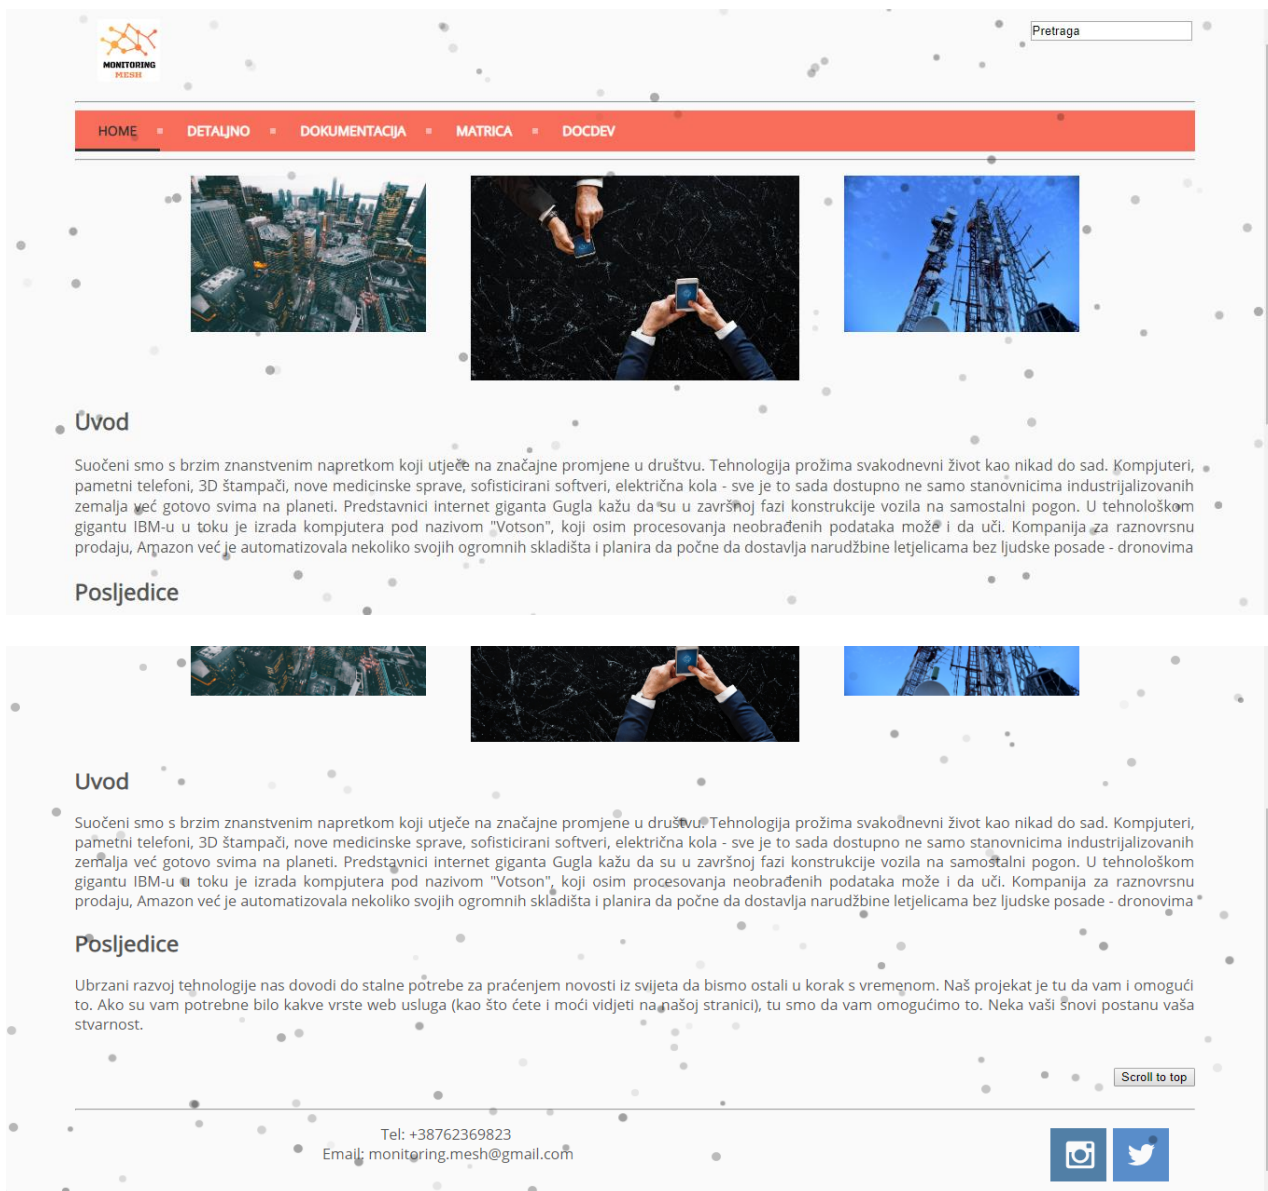 MONITORING
MESH
Pretraga
HOME DETALJNO DOKUMENTACIJA MATRICA DOCDEV
Uvod
Suočeni smo s brzim znanstvenim napretkom koji utječe na značajne promjene u društvu. Tehnologija prožima svakodnevni život kao nikad do sad. Kompjuteri,
pametni telefoni, 3D štampači, nove medicinske sprave, sofisticirani softveri, električna kola - sve je to sada dostupno ne samo stanovnicima industrijalizovanih
zemalja već gotovo svima na planeti. Predstavnici internet giganta Gugla kažu da su u završnoj fazi konstrukcije vozila na samostalni pogon. U tehnološkom
gigantu IBM-u u toku je izrada kompjutera pod nazivom "Votson", koji osim procesovanja neobrađenih podataka može i da uči. Kompanija za raznovrsnu
prodaju, Amazon već je automatizovala nekoliko svojih ogromnih skladišta i planira da počne da dostavlja narudžbine letjelicama bez ljudske posade - dronovima
Posljedice
Uvod
Suočeni smo s brzim znanstvenim napretkom koji utječe na značajne promjene u društvu. Tehnologija prožima svakodnevni život kao nikad do sad. Kompjuteri,
pametni telefoni, 3D štampači, nove medicinske sprave, sofisticirani softveri, električna kola - sve je to sada dostupno ne samo stanovnicima industrijalizovanih
zemalja već gotovo svima na planeti. Predstavnici internet giganta Gugla kažu da su u završnoj fazi konstrukcije vozila na samostalni pogon. U tehnološkom
gigantu IBM-u u toku je izrada kompjutera pod nazivom "Votson", koji osim procesovanja neobrađenih podataka može i da uči. Kompanija za raznovrsnu
prodaju, Amazon već je automatizovala nekoliko svojih ogromnih skladišta i planira da počne da dostavlja narudžbine letjelicama bez ljudske posade - dronovima
Posljedice
Ubrzani razvoj tehnologije nas dovodi do stalne potrebe za praćenjem novosti iz svijeta da bismo ostali u korak s vremenom. Naš projekat je tu da vam i omogući
to. Ako su vam potrebne bilo kakve vrste web usluga (kao što ćete i moći vidjeti na našoj stranici), tu smo da vam omogućimo to. Neka vaši snovi postanu vaša
stvarnost.
Scroll to top
Tel: +38762369823
Email: monitoring.mesh@gmail.com